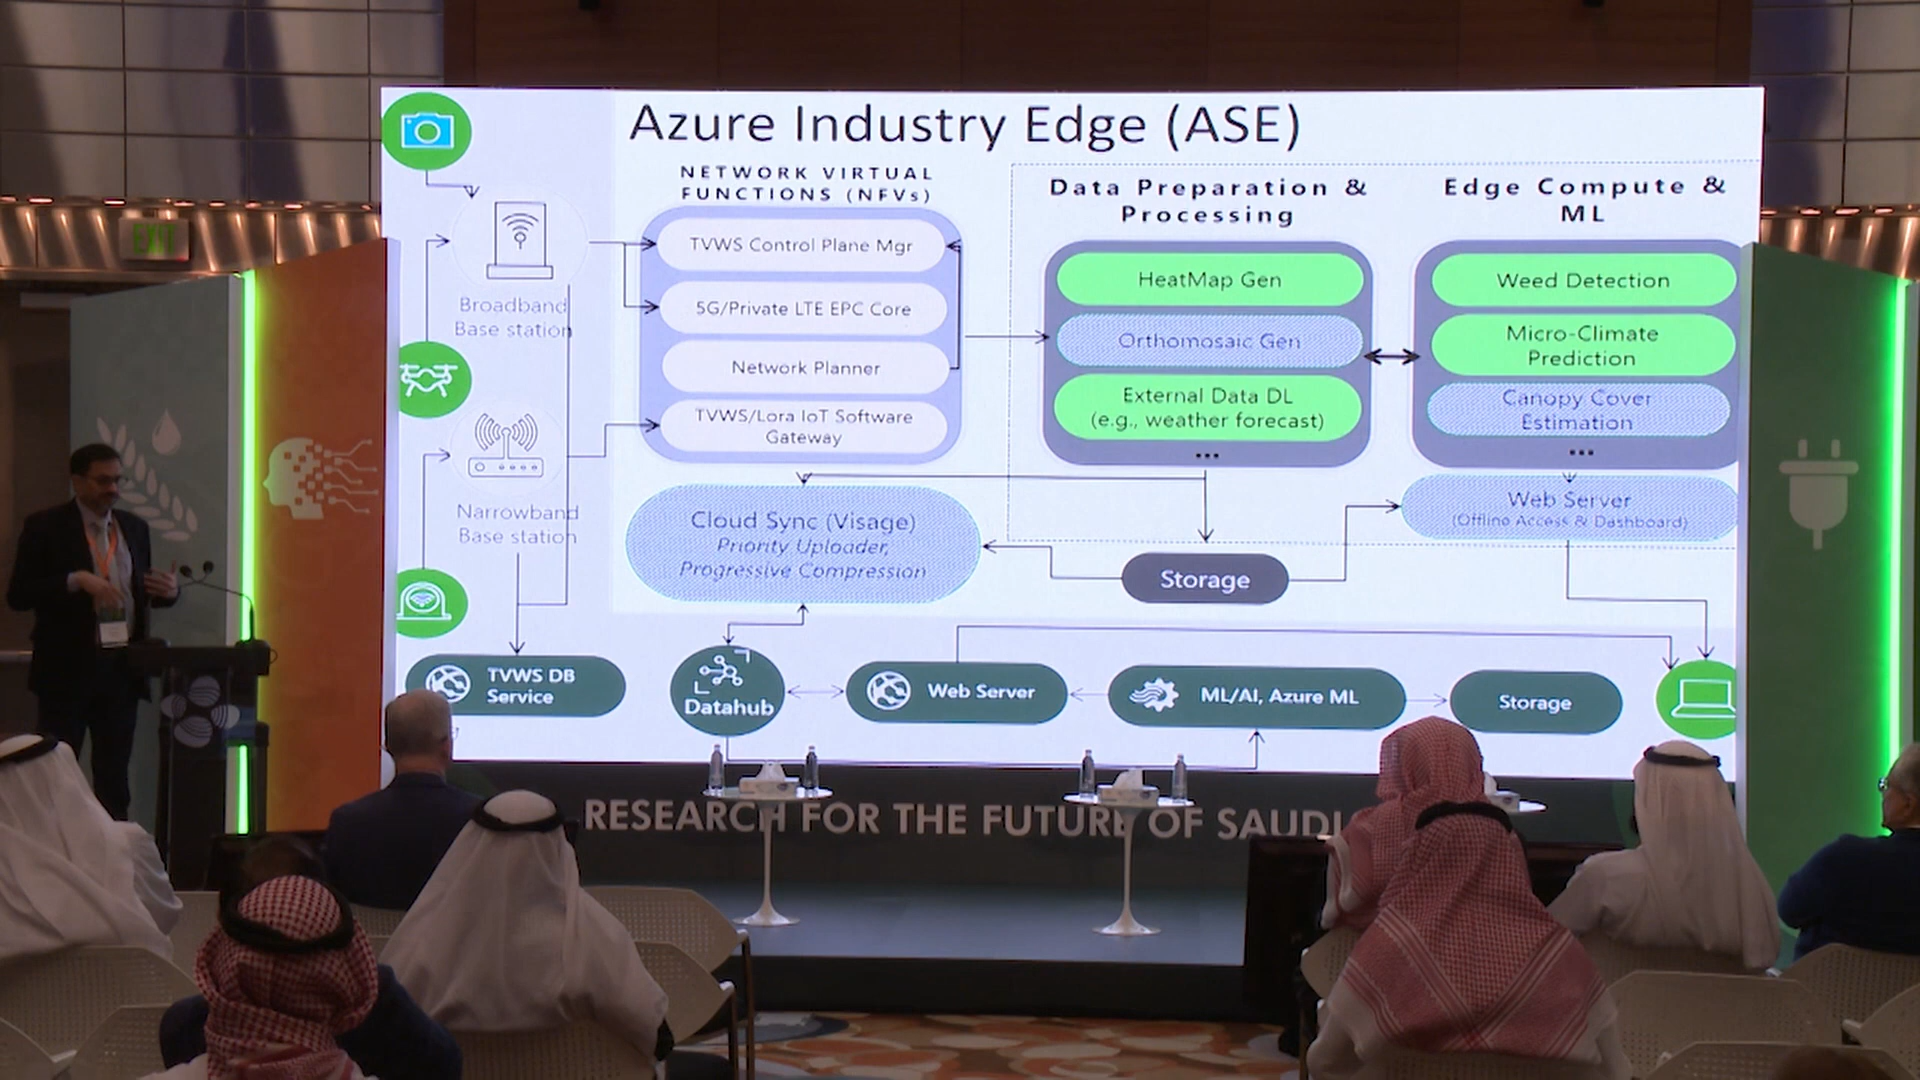 Azure Industry Edge (ASE)
EXIT
NETWORK VIRTUAL
FUNCTIONS (NFVs)
TVWS Control Plane Mgr
5G/Private LTE EPC Core
Network Planner
TVWS/Lora IoT Software
Gateway
Data Preparation &
Processing
HeatMap Gen
Orthomosaic Gen
External Data DL
(e.g., weather forecast)
...
Edge Compute &
ML
Weed Detection
Micro-Climate
Prediction
Canopy Cover
Estimation
...
Broadband
Base station
Narrowband
Base station
Cloud Sync (Visage)
Priority Uploader,
Progressive Compression
Storage
Web Server
(Offline Access & Dashboard)
TVWS DB
Service
Datahub
Web Server
ML/AI, Azure ML
Storage
RESEARCH FOR THE FUTURE OF SAUDI